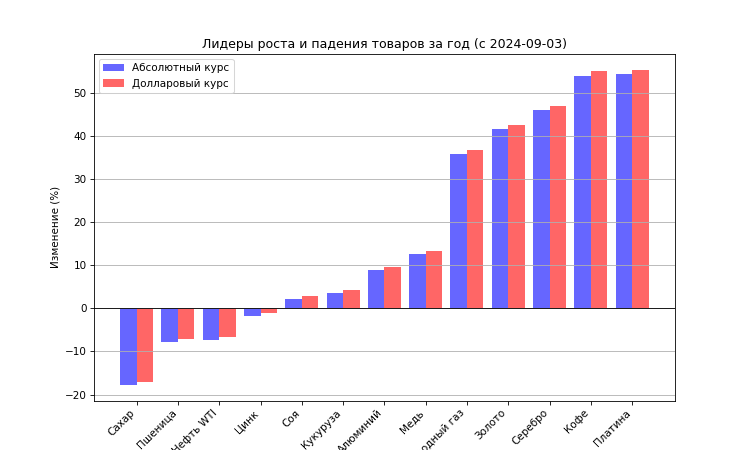 Лидеры роста и падения товаров за год (с 2024-09-03)
Абсолютный курс
Долларовый курс
Изменение (%)
50
40
30
20
10
0
−10
−20
Сахар
Пшеница
Нефть WTI
Цинк
Соя
Кукуруза
Алюминий
Медь
газ
Золото
Серебро
Кофе
Платина